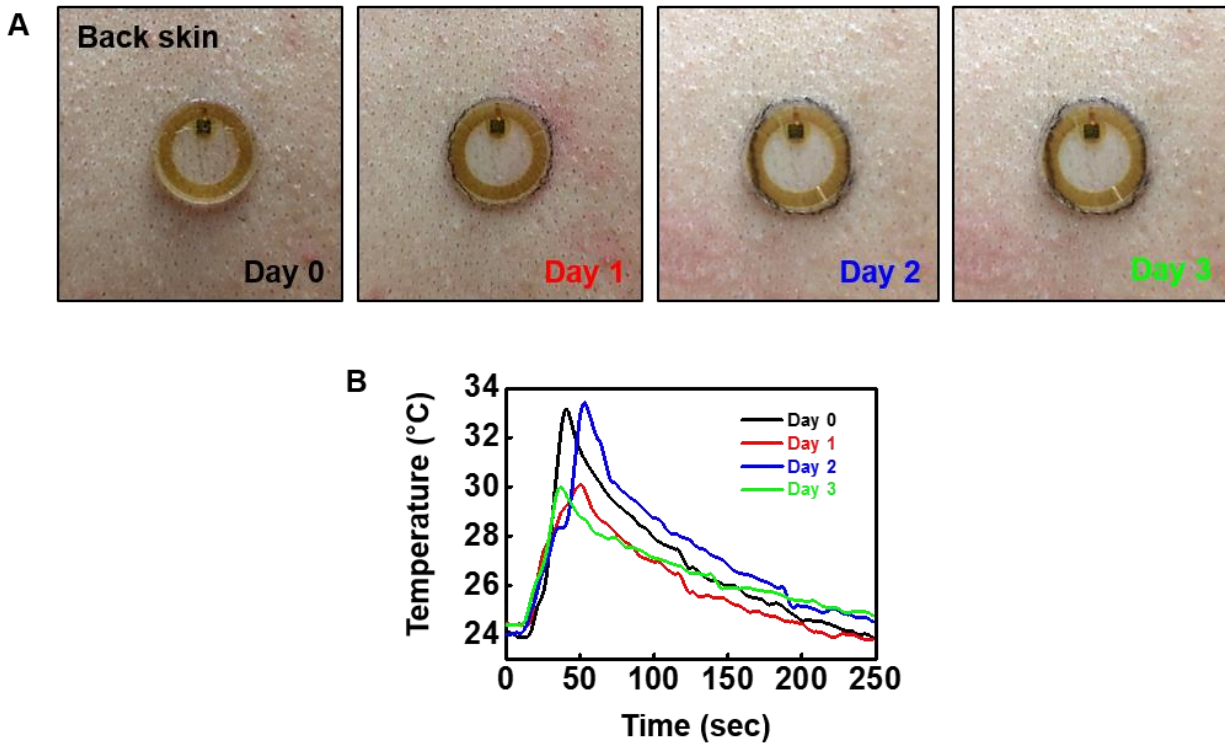 A
Back skin
Day 0
Day 1
Day 2
Day 3
B
Temperature (°C)
34
32
30
28
26
24
Day 0
Day 1
Day 2
Day 3
0 50 100 150 200 250
Time (sec)